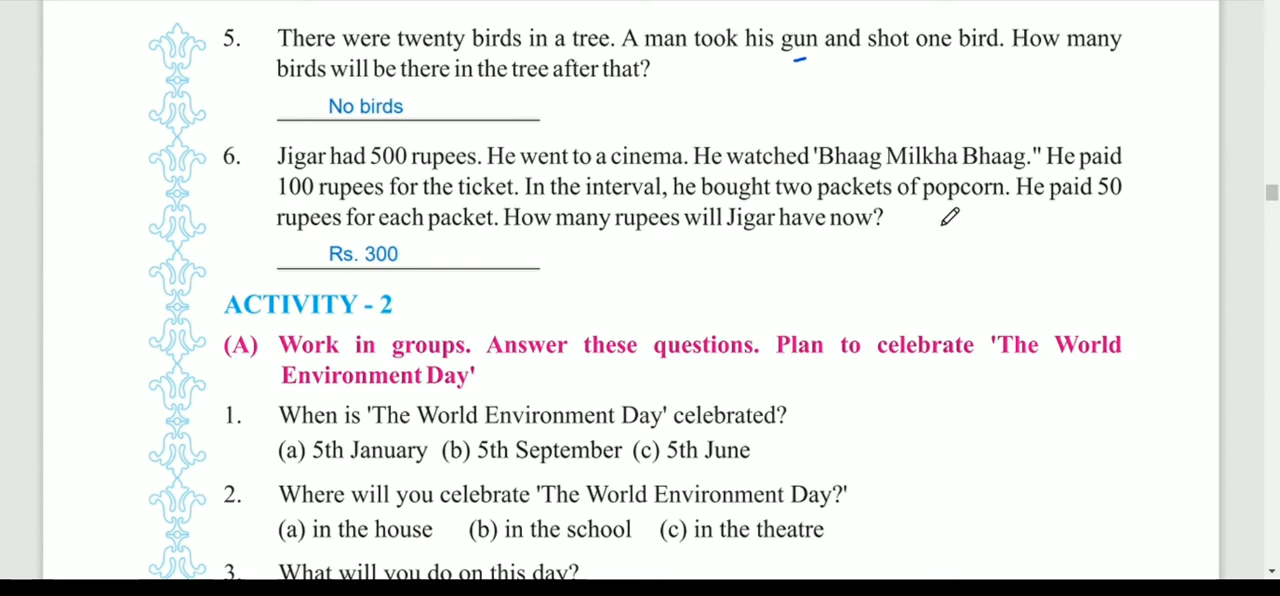 5. There were twenty birds in a tree. A man took his gun and shot one bird. How many
birds will be there in the tree after that?
No birds
6. Jigar had 500 rupees. He went to a cinema. He watched 'Bhaag Milkha Bhaag." He paid
100 rupees for the ticket. In the interval, he bought two packets of popcorn. He paid 50
rupees for each packet. How many rupees will Jigar have now?
Rs. 300
ACTIVITY - 2
(A) Work in groups. Answer these questions. Plan to celebrate 'The World
Environment Day'
1. When is 'The World Environment Day' celebrated?
(a) 5th January (b) 5th September (c) 5th June
2. Where will you celebrate 'The World Environment Day?'
(a) in the house (b) in the school (c) in the theatre
3. What will you do on this day?